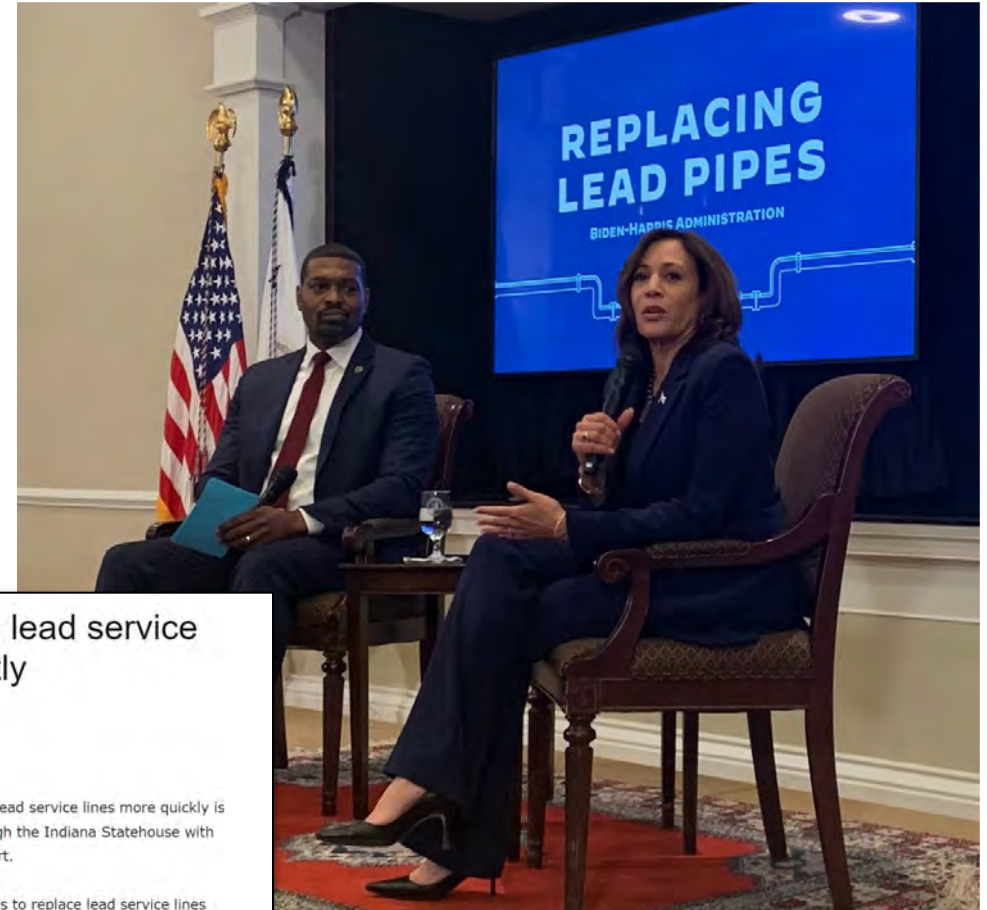 REPLACING
LEAD PIPES
BIDEN-HARRIS ADMINISTRATION
lead service
ead service lines more quickly is
gh the Indiana Statehouse with
rt.
s to replace lead service lines